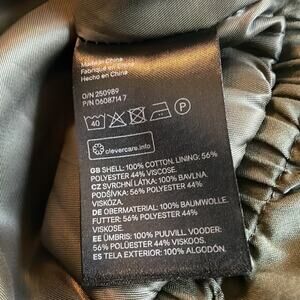 Made in China
Fabriqué en Chine
Hecho en China
O/N 250989
P/N 06087147
40
P
clevercare.info
GB SHELL: 100% COTTON. LINING: 56%
POLYESTER 44% VISCOSE.
CZ SVRCHNÍ LÁTKA: 100% BAVLNA.
PODŠÍVKA: 56% POLYESTER 44%
VISKÓZA.
DE OBERMATERIAL: 100% BAUMWOLLE.
FUTTER: 56% POLYESTER 44%
VISKOSE.
EE ÜMBRIS: 100% PUUVILL. VOODER:
56% POLÜESTER 44% VISKOOS.
ES TELA EXTERIOR: 100% ALGODÓN.